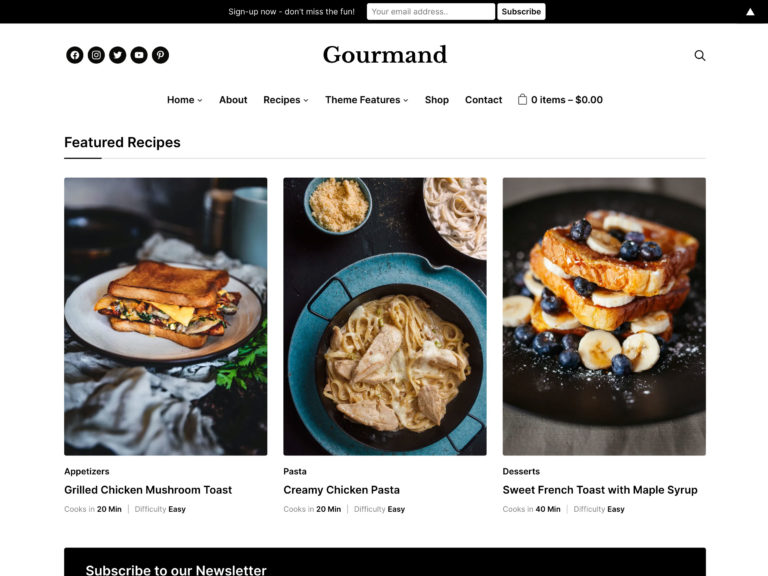 Sign-up now - don't miss the fun! Your email address.. Subscribe ▲
Gourmand
Home About Recipes Theme Features Shop Contact 0 items – $0.00
Featured Recipes
Appetizers
Grilled Chicken Mushroom Toast
Cooks in 20 Min | Difficulty Easy
Pasta
Creamy Chicken Pasta
Cooks in 20 Min | Difficulty Easy
Desserts
Sweet French Toast with Maple Syrup
Cooks in 40 Min | Difficulty Easy
Subscribe to our Newsletter